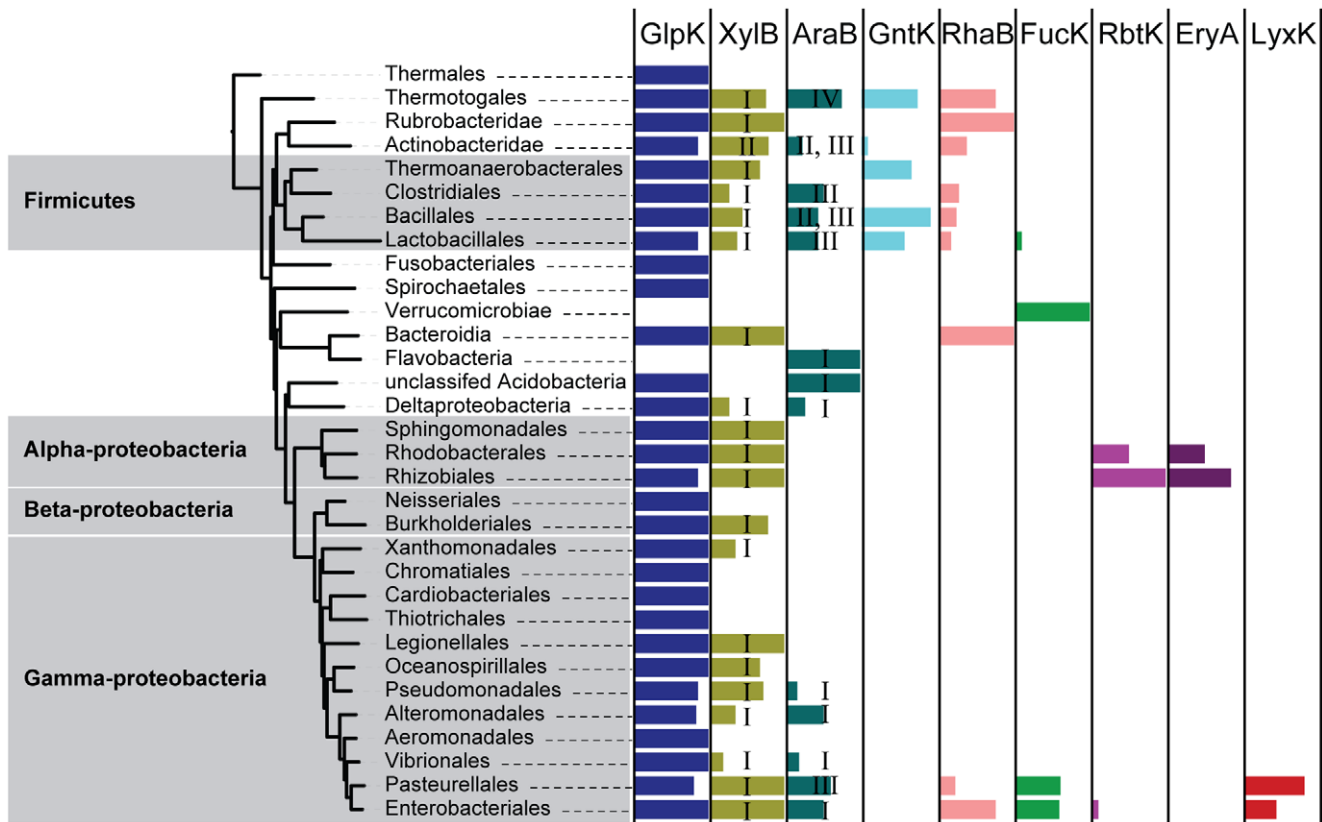 GlpK XylB AraB GntK RhaB FucK RbtK EryA LyxK
Thermales
Thermotogales I IV
Rubrobacteridae I
Actinobacteridae II II, III
Thermoanaerobacterales I
Firmicutes Clostridiales I III
Bacillales I II, III
Lactobacillales I III
Fusobacteriales
Spirochaetales
Verrucomicrobiae
Bacteroidia I
Flavobacteria I
unclassifed Acidobacteria I
Deltaproteobacteria I I
Sphingomonadales I
Alpha-proteobacteria Rhodobacterales I
Rhizobiales I
Neisseriales
Beta-proteobacteria Burkholderiales I
Xanthomonadales I
Chromatiales
Cardiobacteriales
Thiotrichales
Legionellales I
Gamma-proteobacteria Oceanospirillales I
Pseudomonadales I I
Alteromonadales I I
Aeromonadales
Vibrionales I I
Pasteurellales I III
Enterobacteriales I I